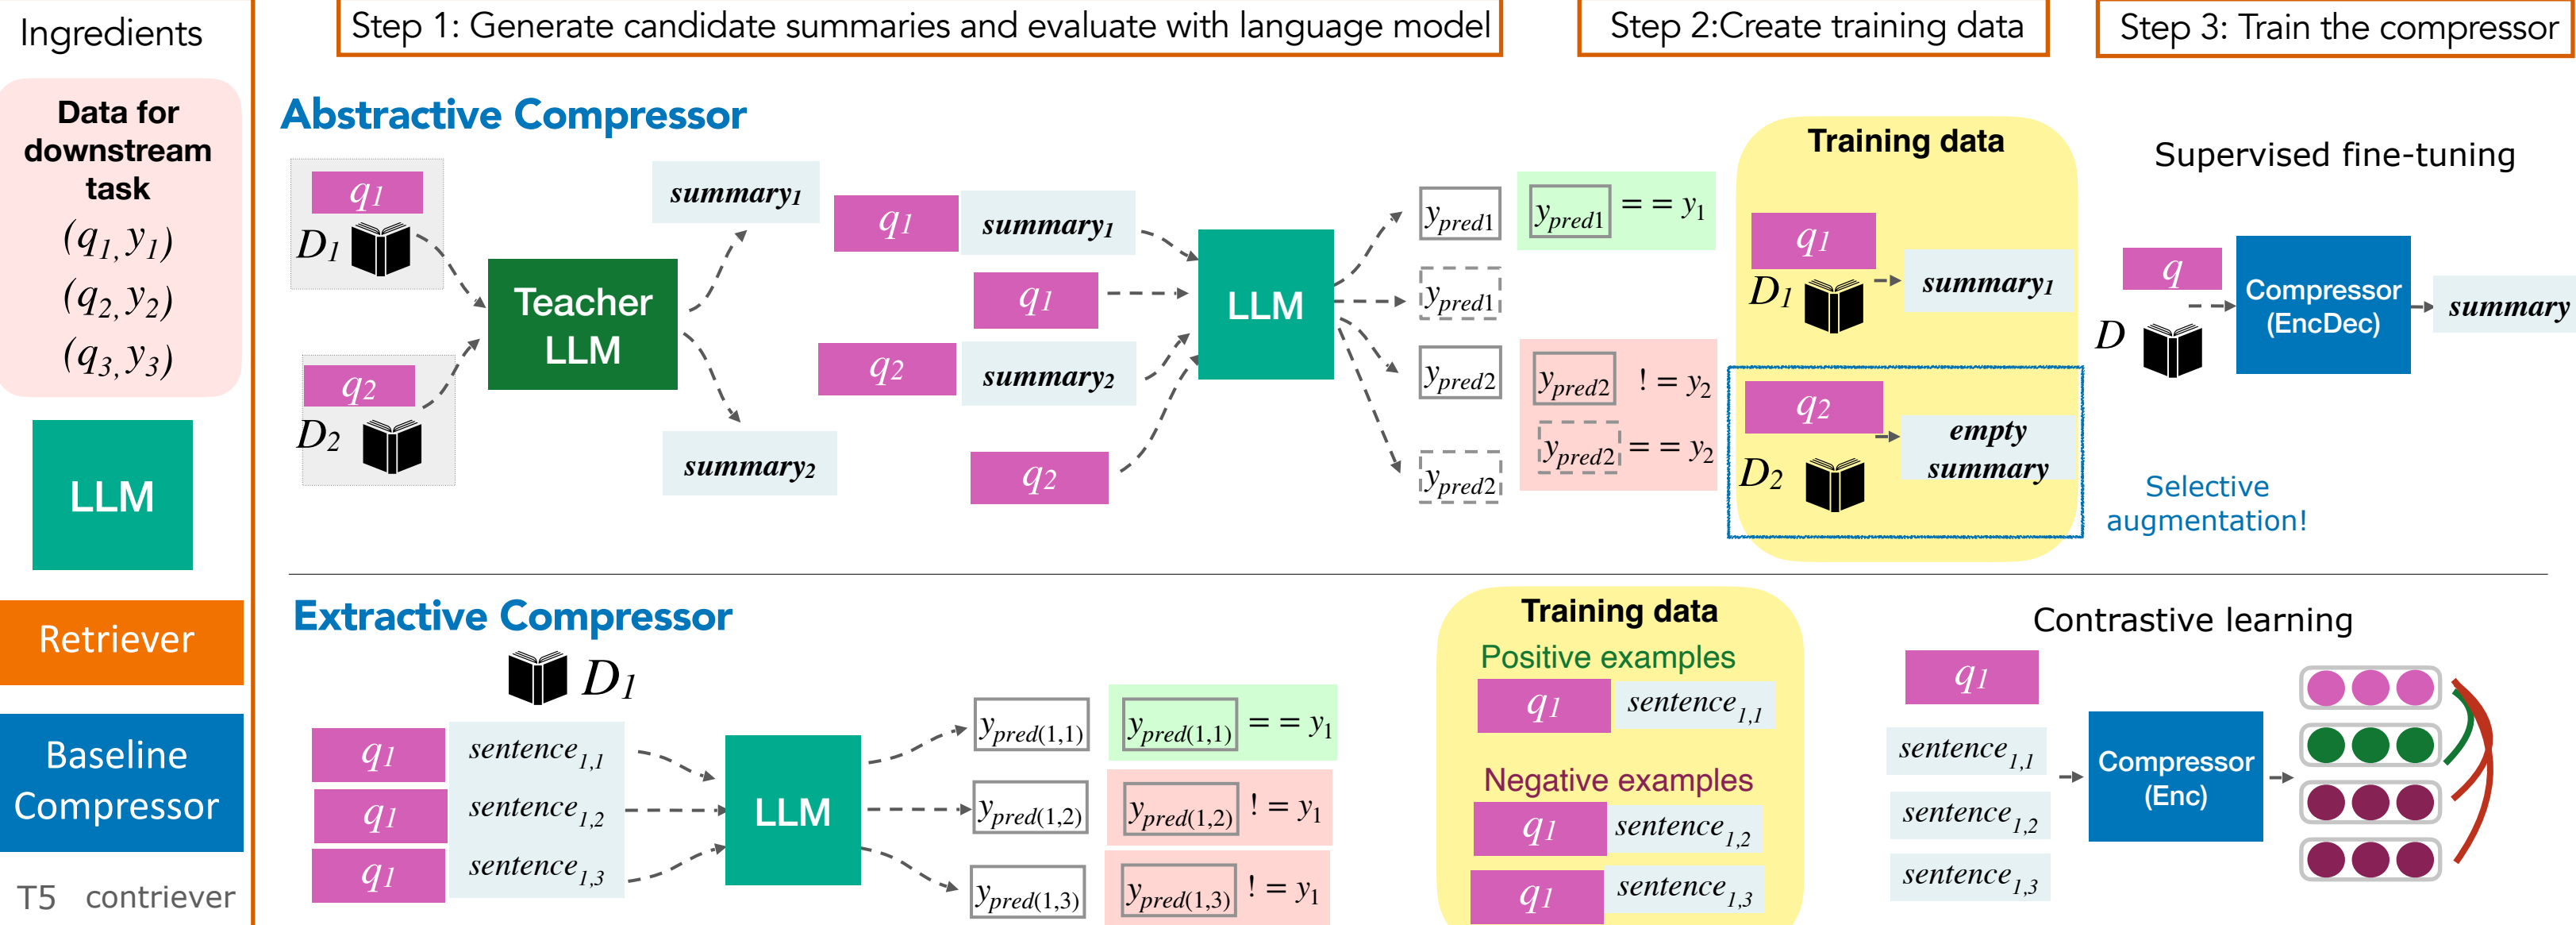 Ingredients
Data for
downstream
task
(q1, y1)
(q2, y2)
(q3, y3)
LLM
Retriever
Baseline
Compressor
T5 contriever
Step 1: Generate candidate summaries and evaluate with language model
Step 2:Create training data
Step 3: Train the compressor
Abstractive Compressor
q1
D1
q2
D2
Teacher
LLM
summary1
summary2
q1 summary1
q1
q2 summary2
q2
LLM
ypred1
ypred1
ypred2
ypred2
ypred1 = = y1
ypred2 ! = y2
ypred2 = = y2
Training data
q1
D1
summary1
q2
D2
empty
summary
Supervised fine-tuning
q
D
Compressor
(EncDec)
summary
Selective
augmentation!
Extractive Compressor
D1
q1 sentence1,1
q1 sentence1,2
q1 sentence1,3
LLM
ypred(1,1)
ypred(1,2)
ypred(1,3)
ypred(1,1) = = y1
ypred(1,2) ! = y1
ypred(1,3) ! = y1
Training data
Positive examples
q1 sentence1,1
Negative examples
q1 sentence1,2
q1 sentence1,3
Contrastive learning
q1
sentence1,1
sentence1,2
sentence1,3
Compressor
(Enc)